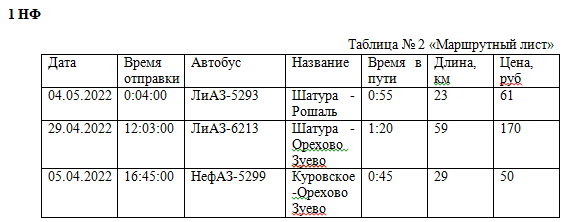 1 НФ
Таблица № 2 «Маршрутный лист»
Дата Время Автобус Название Время в Длина, Цена,
отправки пути км руб
04.05.2022 0:04:00 ЛиАЗ-5293 Шатура - 0:55 23 61
Рошаль
29.04.2022 12:03:00 ЛиАЗ-6213 Шатура - 1:20 59 170
Орехово
Зуево
05.04.2022 16:45:00 НефАЗ-5299 Куровское 0:45 29 50
-Орехово
Зуево